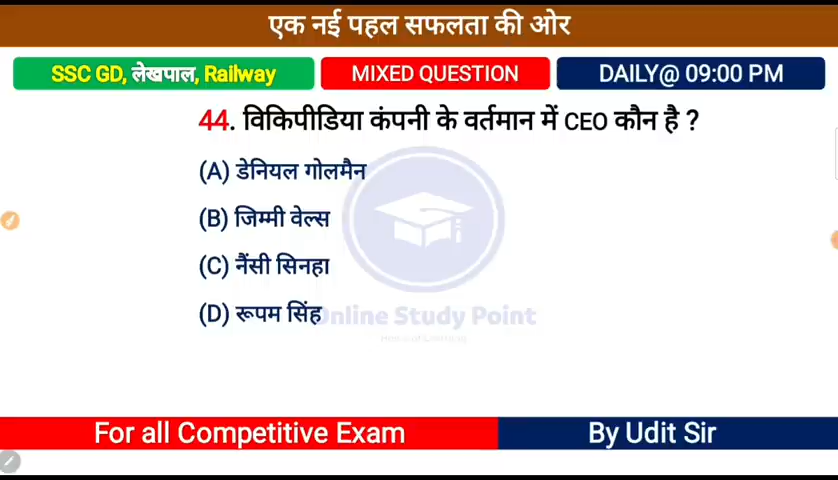 एक नई पहल सफलता की ओर
SSC GD, लेखपाल, Railway
MIXED QUESTION
DAILY@ 09:00 PM
44. विकिपीडिया कंपनी के वर्तमान में CEO कौन है ?
(A) डेनियल गोलमैन
(B) जिम्मी वेल्स
(C) नैंसी सिनहा
(D) रूपम सिंह
Online Study Point
For all Competitive Exam
By Udit Sir